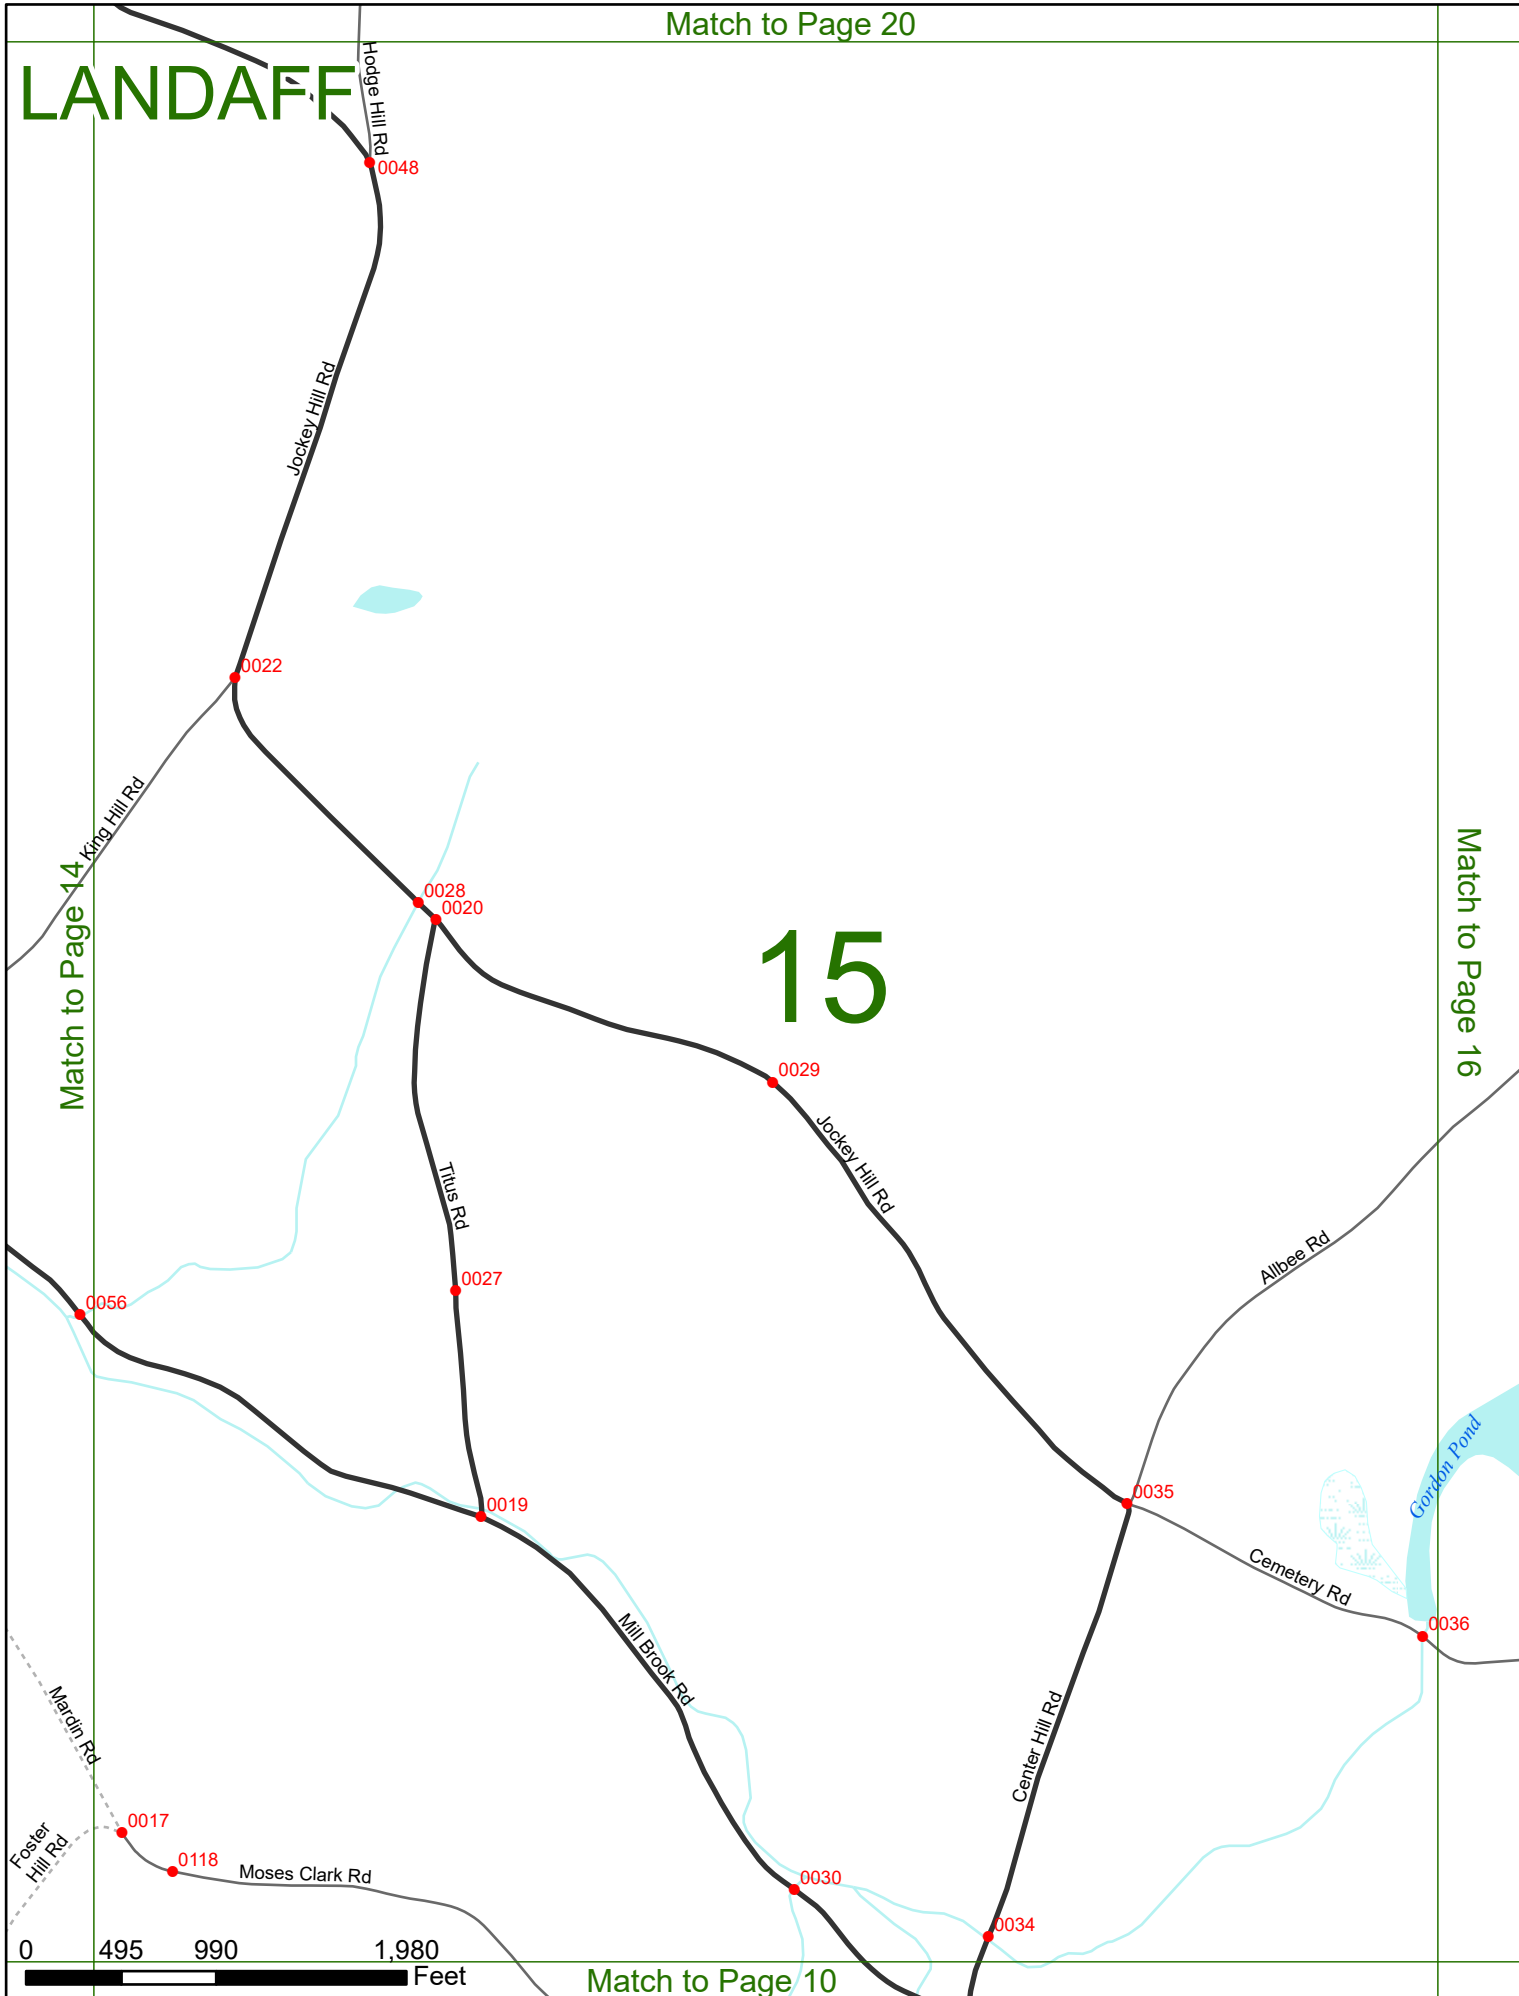 Match to Page 20
LANDAFF
Hodge Hill Rd
0048
Jockey Hill Rd
0022
King Hill Rd
Match to Page 14
0028
0020
15
Match to Page 16
0029
Jockey Hill Rd
Titus Rd
Allbee Rd
0027
0056
Gordon Pond
0019
0035
Cemetery Rd
0036
Mill Brook Rd
Mardin Rd
Center Hill Rd
0017
Foster
Hill Rd
0118
Moses Clark Rd
0030
0034
0 495 990 1,980
Feet
Match to Page 10